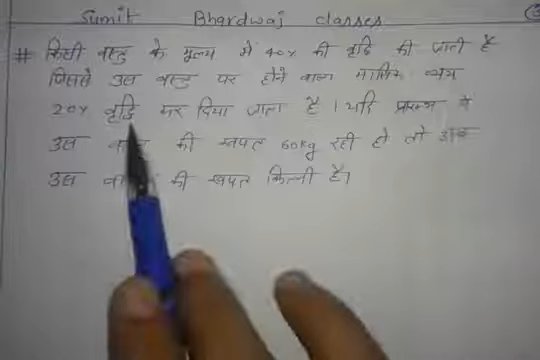 Sumit Bhardwaj classes
# किसी वस्तु के मूल्य में 40% की वृद्धि की जाती है
जिससे उस वस्तु पर होने वाला मासिक व्यय
20% वृद्धि कर दिया जाता है। यदि प्रारम्भ में
उस की खपत 60kg रही हो तो अब
उस की खपत कितनी है।